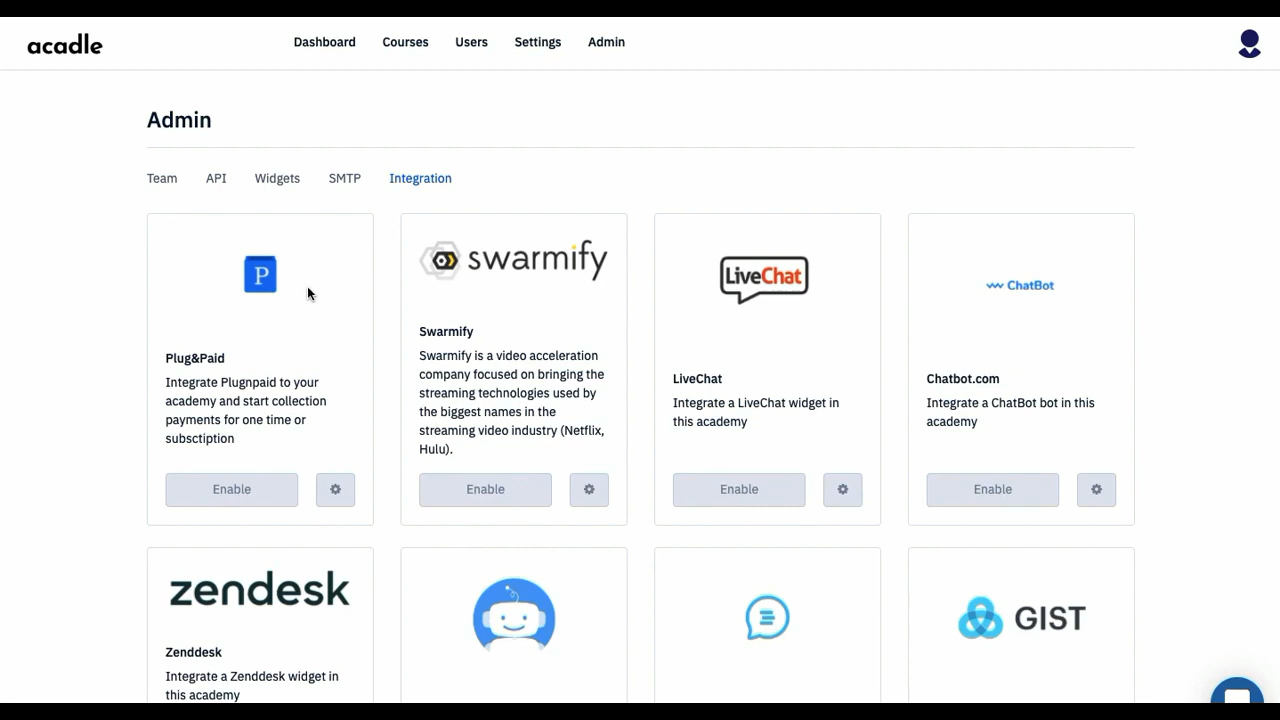 acadle
Dashboard Courses Users Settings Admin
Admin
Team API Widgets SMTP Integration
P
Plug&Paid
Integrate Plugnpaid to your
academy and start collection
payments for one time or
subsctiption
Enable
swarmify
Swarmify
Swarmify is a video acceleration
company focused on bringing the
streaming technologies used by
the biggest names in the
streaming video industry (Netflix,
Hulu).
Enable
LiveChat
LiveChat
Integrate a LiveChat widget in
this academy
Enable
ChatBot
Chatbot.com
Integrate a ChatBot bot in this
academy
Enable
zendesk
Zenddesk
Integrate a Zenddesk widget in
this academy
GIST